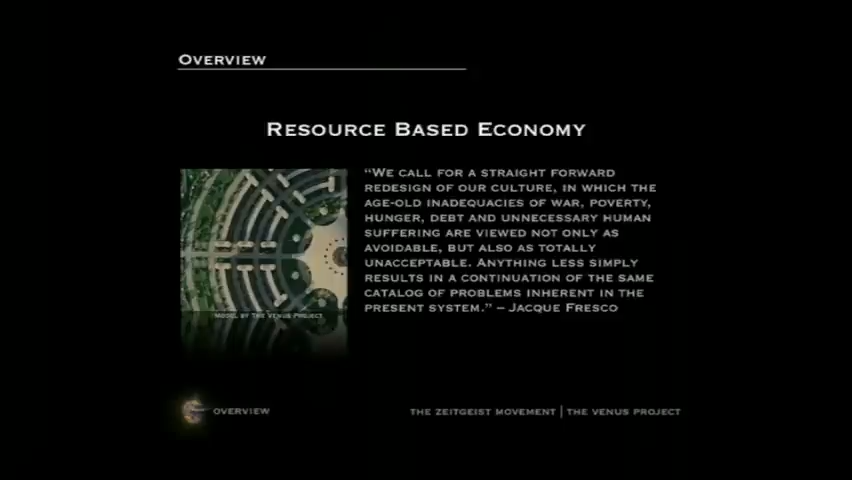 OVERVIEW
RESOURCE BASED ECONOMY
“WE CALL FOR A STRAIGHT FORWARD
REDESIGN OF OUR CULTURE, IN WHICH THE
AGE-OLD INADEQUACIES OF WAR, POVERTY,
HUNGER, DEBT AND UNNECESSARY HUMAN
SUFFERING ARE VIEWED NOT ONLY AS
AVOIDABLE, BUT ALSO AS TOTALLY
UNACCEPTABLE. ANYTHING LESS SIMPLY
RESULTS IN A CONTINUATION OF THE SAME
CATALOG OF PROBLEMS INHERENT IN THE
PRESENT SYSTEM.” – JACQUE FRESCO
MODEL BY THE VENUS PROJECT
OVERVIEW
THE ZEITGEIST MOVEMENT | THE VENUS PROJECT